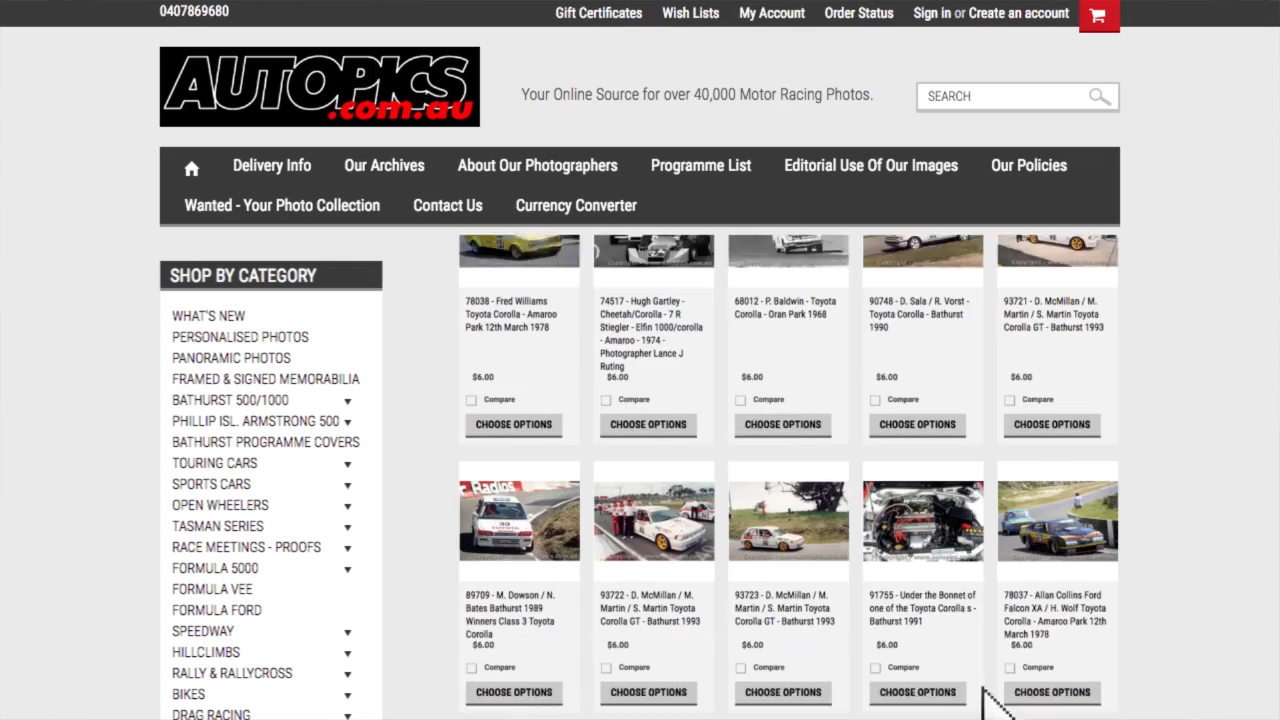 0407869680
Gift Certificates Wish Lists My Account Order Status Sign in or Create an account
AUTOPICS
.com.au
Your Online Source for over 40,000 Motor Racing Photos.
SEARCH
Delivery Info Our Archives About Our Photographers Programme List Editorial Use Of Our Images Our Policies
Wanted - Your Photo Collection Contact Us Currency Converter
SHOP BY CATEGORY
WHAT'S NEW
PERSONALISED PHOTOS
PANORAMIC PHOTOS
FRAMED & SIGNED MEMORABILIA
BATHURST 500/1000
PHILLIP ISL. ARMSTRONG 500
BATHURST PROGRAMME COVERS
TOURING CARS
SPORTS CARS
OPEN WHEELERS
TASMAN SERIES
RACE MEETINGS - PROOFS
FORMULA 5000
FORMULA VEE
FORMULA FORD
SPEEDWAY
HILLCLIMBS
RALLY & RALLYCROSS
BIKES
DRAG RACING
78038 - Fred Williams
Toyota Corolla - Amaroo
Park 12th March 1978
$6.00
Compare
CHOOSE OPTIONS
74517 - Hugh Gartley -
Cheetah/Corolla - 7 R
Stiegler - Elfin 1000/corolla
- Amaroo - 1974 -
Photographer Lance J
Ruting
$6.00
Compare
CHOOSE OPTIONS
68012 - P. Baldwin - Toyota
Corolla - Oran Park 1968
$6.00
Compare
CHOOSE OPTIONS
90748 - D. Sala / R. Vorst -
Toyota Corolla - Bathurst
1990
$6.00
Compare
CHOOSE OPTIONS
93721 - D. McMillan / M.
Martin / S. Martin Toyota
Corolla GT - Bathurst 1993
$6.00
Compare
CHOOSE OPTIONS
89709 - M. Dowson / N.
Bates Bathurst 1989
Winners Class 3 Toyota
Corolla
$6.00
Compare
CHOOSE OPTIONS
93722 - D. McMillan / M.
Martin / S. Martin Toyota
Corolla GT - Bathurst 1993
$6.00
Compare
CHOOSE OPTIONS
93723 - D. McMillan / M.
Martin / S. Martin Toyota
Corolla GT - Bathurst 1993
$6.00
Compare
CHOOSE OPTIONS
91755 - Under the Bonnet of
one of the Toyota Corolla s -
Bathurst 1991
$6.00
Compare
CHOOSE OPTIONS
78037 - Allan Collins Ford
Falcon XA / H. Wolf Toyota
Corolla - Amaroo Park 12th
March 1978
$6.00
Compare
CHOOSE OPTIONS